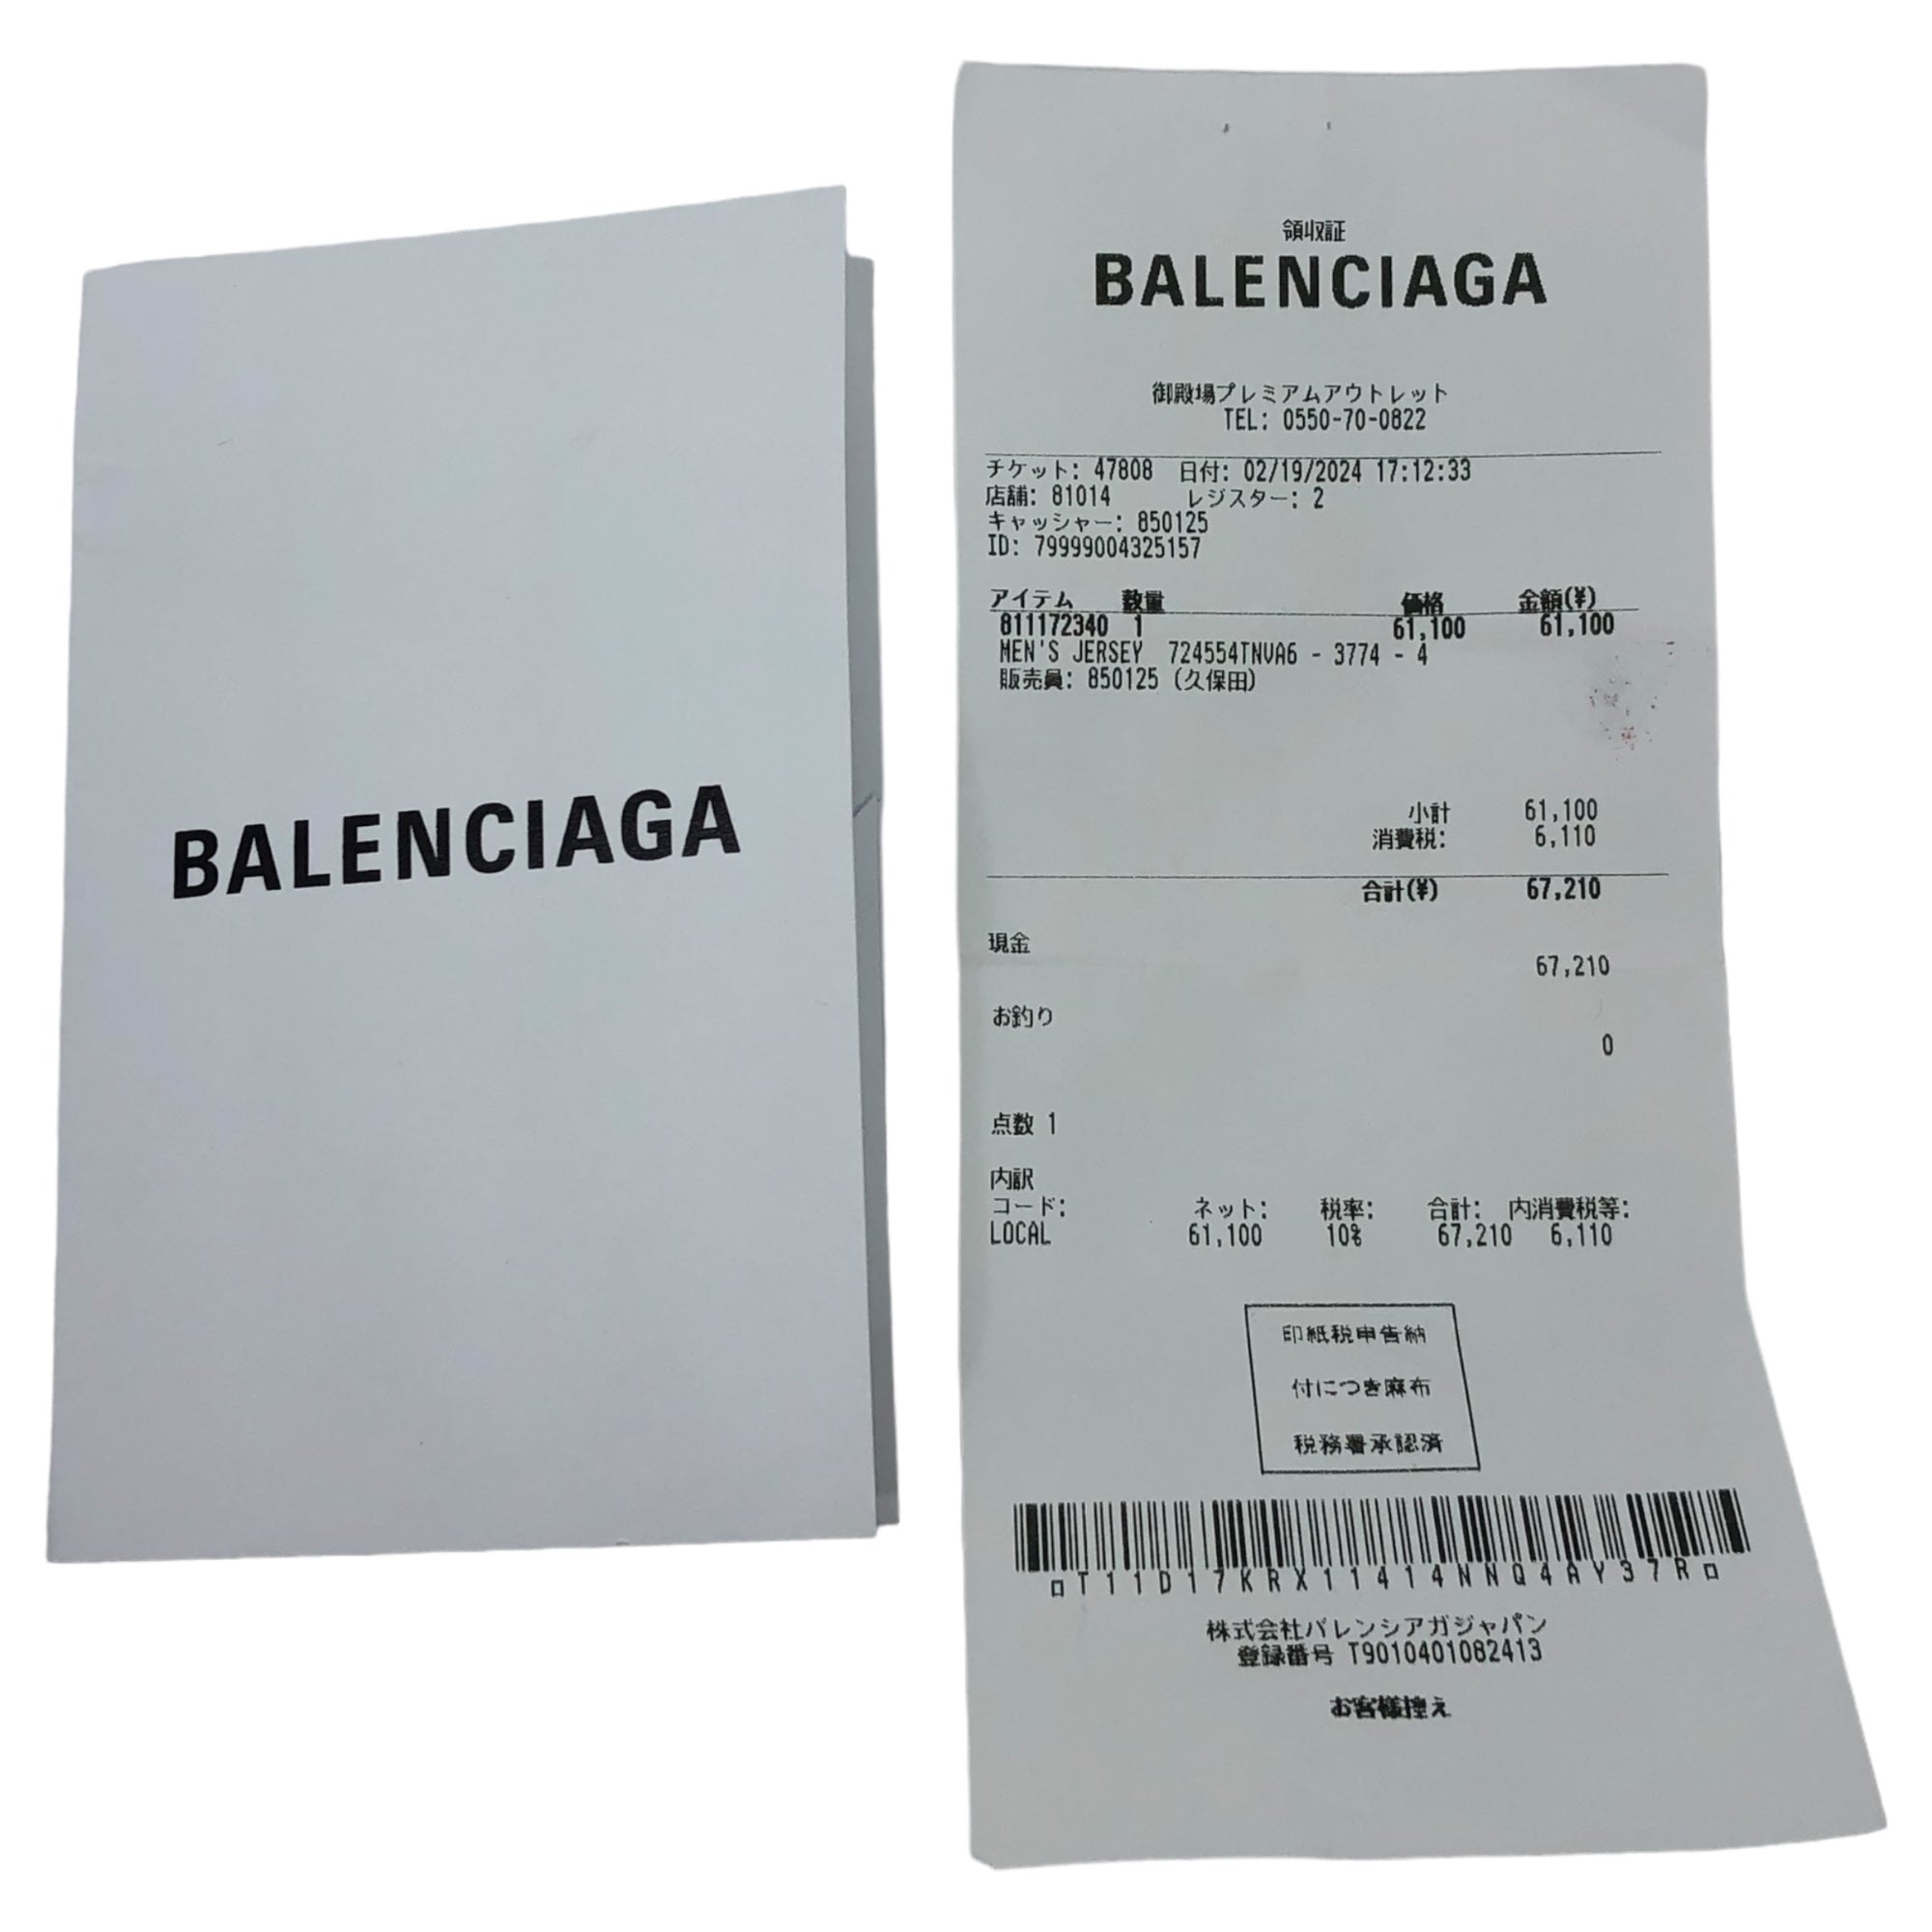 BALENCIAGA
領収証
BALENCIAGA
御殿場プレミアムアウトレット
TEL: 0550-70-0822
チケット: 47808 日付: 02/19/2024 17:12:33
店舗: 81014 レジスター: 2
キャッシャー: 850125
ID: 79999004325157
アイテム 数量 価格 金額(¥)
811172340 1 61,100 61,100
MEN'S JERSEY 724554TNVA6 - 3774 - 4
販売員: 850125 (久保田)
小計 61,100
消費税: 6,110
合計(¥) 67,210
現金
67,210
お釣り
0
点数 1
内訳
コード: ネット: 税率: 合計: 内消費税等:
LOCAL 61,100 10% 67,210 6,110
印紙税申告納
付につき麻布
税務署承認済
T11D17KRX11414NNQ4AY37R
株式会社バレンシアガジャパン
登録番号 T9010401082413
お客様控え